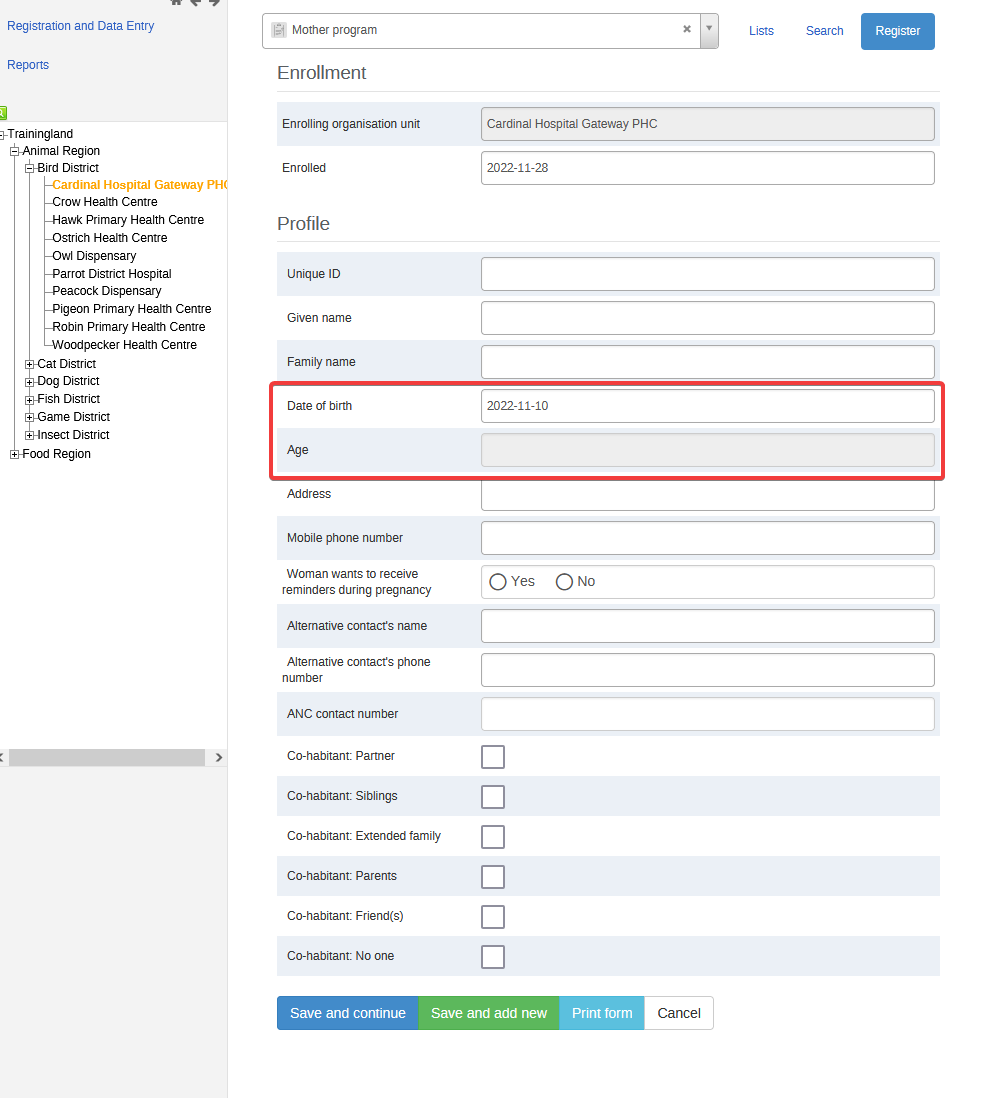 Registration and Data Entry
Reports
Trainingland
Animal Region
Bird District
Cardinal Hospital Gateway PHC
Crow Health Centre
Hawk Primary Health Centre
Ostrich Health Centre
Owl Dispensary
Parrot District Hospital
Peacock Dispensary
Pigeon Primary Health Centre
Robin Primary Health Centre
Woodpecker Health Centre
Cat District
Dog District
Fish District
Game District
Insect District
Food Region
Mother program
Lists
Search
Register
Enrollment
Enrolling organisation unit
Cardinal Hospital Gateway PHC
Enrolled
2022-11-28
Profile
Unique ID
Given name
Family name
Date of birth
2022-11-10
Age
Address
Mobile phone number
Woman wants to receive
reminders during pregnancy
Yes
No
Alternative contact's name
Alternative contact's phone
number
ANC contact number
Co-habitant: Partner
Co-habitant: Siblings
Co-habitant: Extended family
Co-habitant: Parents
Co-habitant: Friend(s)
Co-habitant: No one
Save and continue
Save and add new
Print form
Cancel